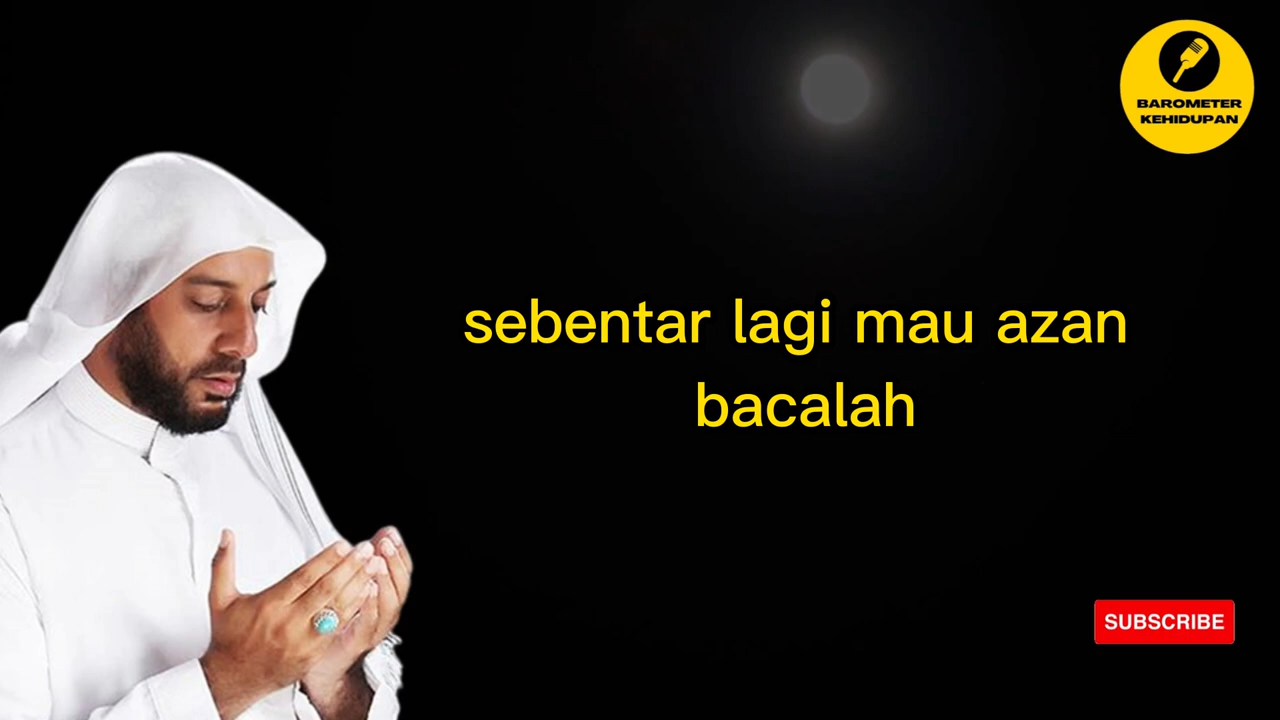 BAROMETER
KEHIDUPAN
sebentar lagi mau azan
bacalah
SUBSCRIBE